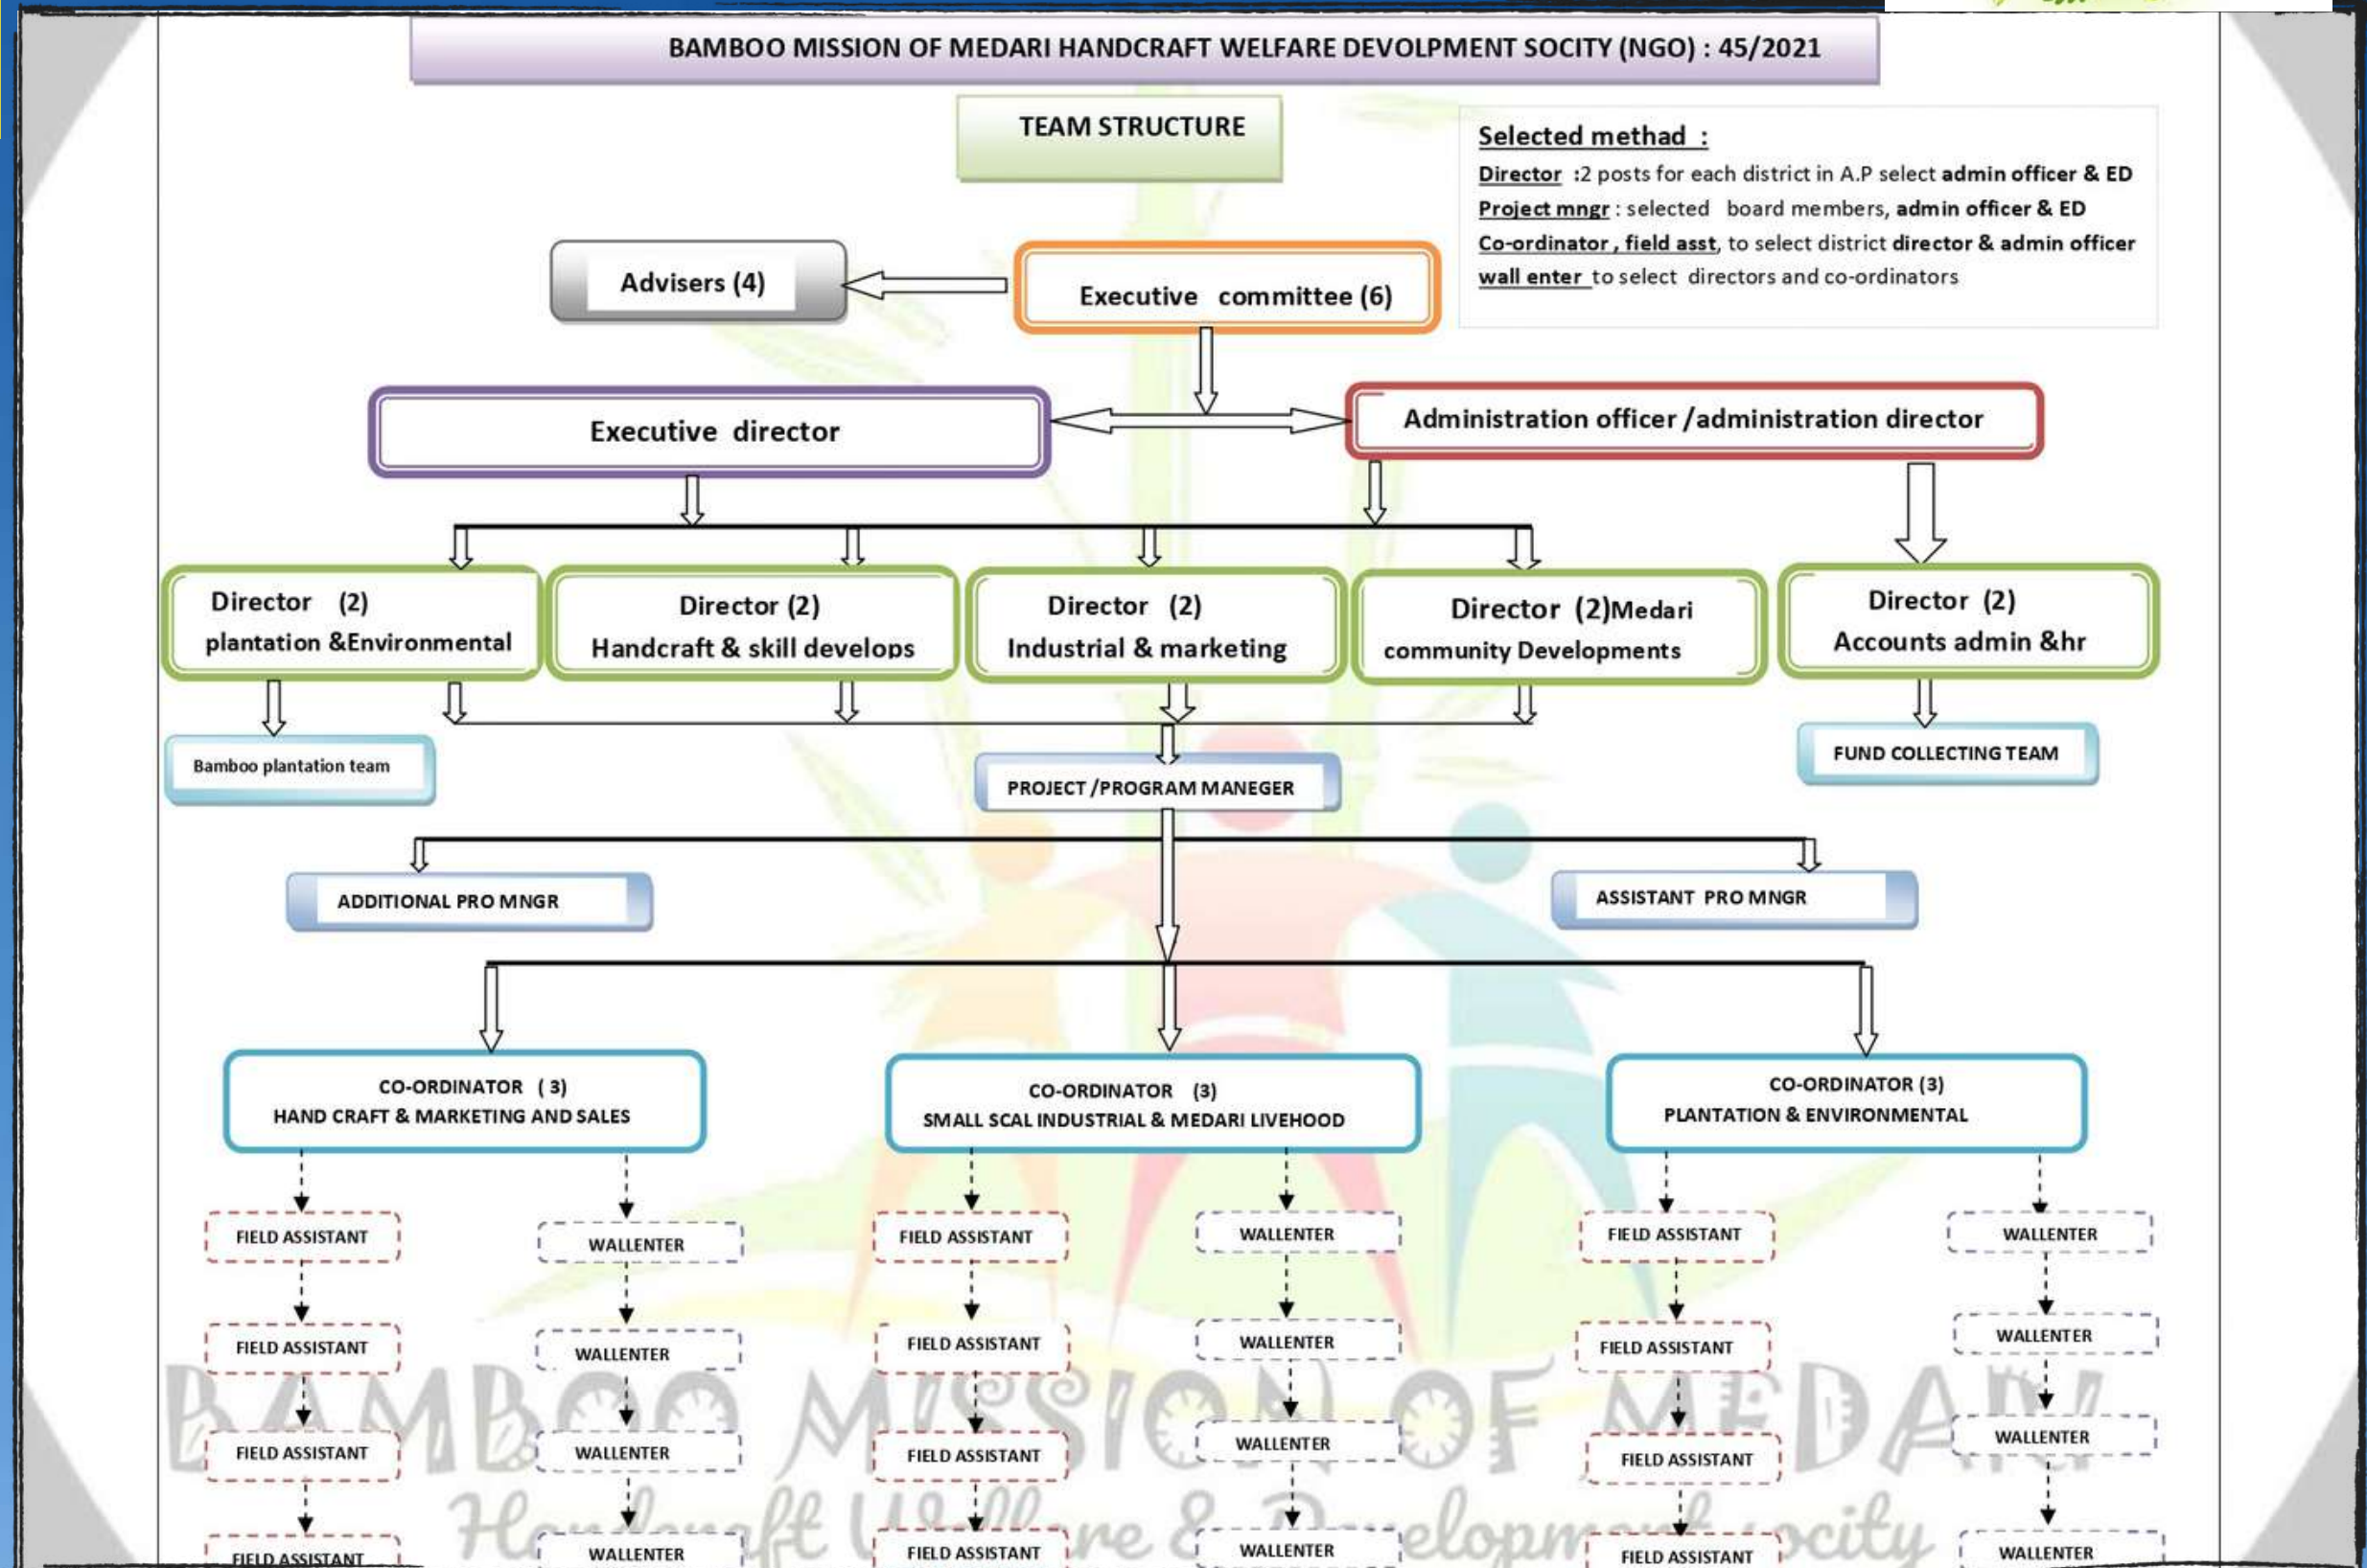 BAMBOO MISSION OF MEDARI HANDCRAFT WELFARE DEVOLPMENT SOCITY (NGO) : 45/2021
TEAM STRUCTURE
Selected methad :
Director :2 posts for each district in A.P select admin officer & ED
Project mngr : selected board members, admin officer & ED
Co-ordinator , field asst, to select district director & admin officer
wall enter to select directors and co-ordinators
Advisers (4)
Executive committee (6)
Executive director
Administration officer /administration director
Director (2)
plantation &Environmental
Director (2)
Handcraft & skill develops
Director (2)
Industrial & marketing
Director (2)Medari
community Developments
Director (2)
Accounts admin &hr
Bamboo plantation team
PROJECT /PROGRAM MANEGER
FUND COLLECTING TEAM
ADDITIONAL PRO MNGR
ASSISTANT PRO MNGR
CO-ORDINATOR ( 3)
HAND CRAFT & MARKETING AND SALES
CO-ORDINATOR (3)
SMALL SCAL INDUSTRIAL & MEDARI LIVEHOOD
CO-ORDINATOR (3)
PLANTATION & ENVIRONMENTAL
FIELD ASSISTANT
WALLENTER
FIELD ASSISTANT
WALLENTER
FIELD ASSISTANT
WALLENTER
FIELD ASSISTANT
WALLENTER
FIELD ASSISTANT
WALLENTER
FIELD ASSISTANT
WALLENTER
FIELD ASSISTANT
WALLENTER
FIELD ASSISTANT
WALLENTER
FIELD ASSISTANT
WALLENTER
FIELD ASSISTANT
WALLENTER
FIELD ASSISTANT
WALLENTER
FIELD ASSISTANT
WALLENTER
BAMBOO MISSION OF MEDARI
Handcraft Welfare & Development socity